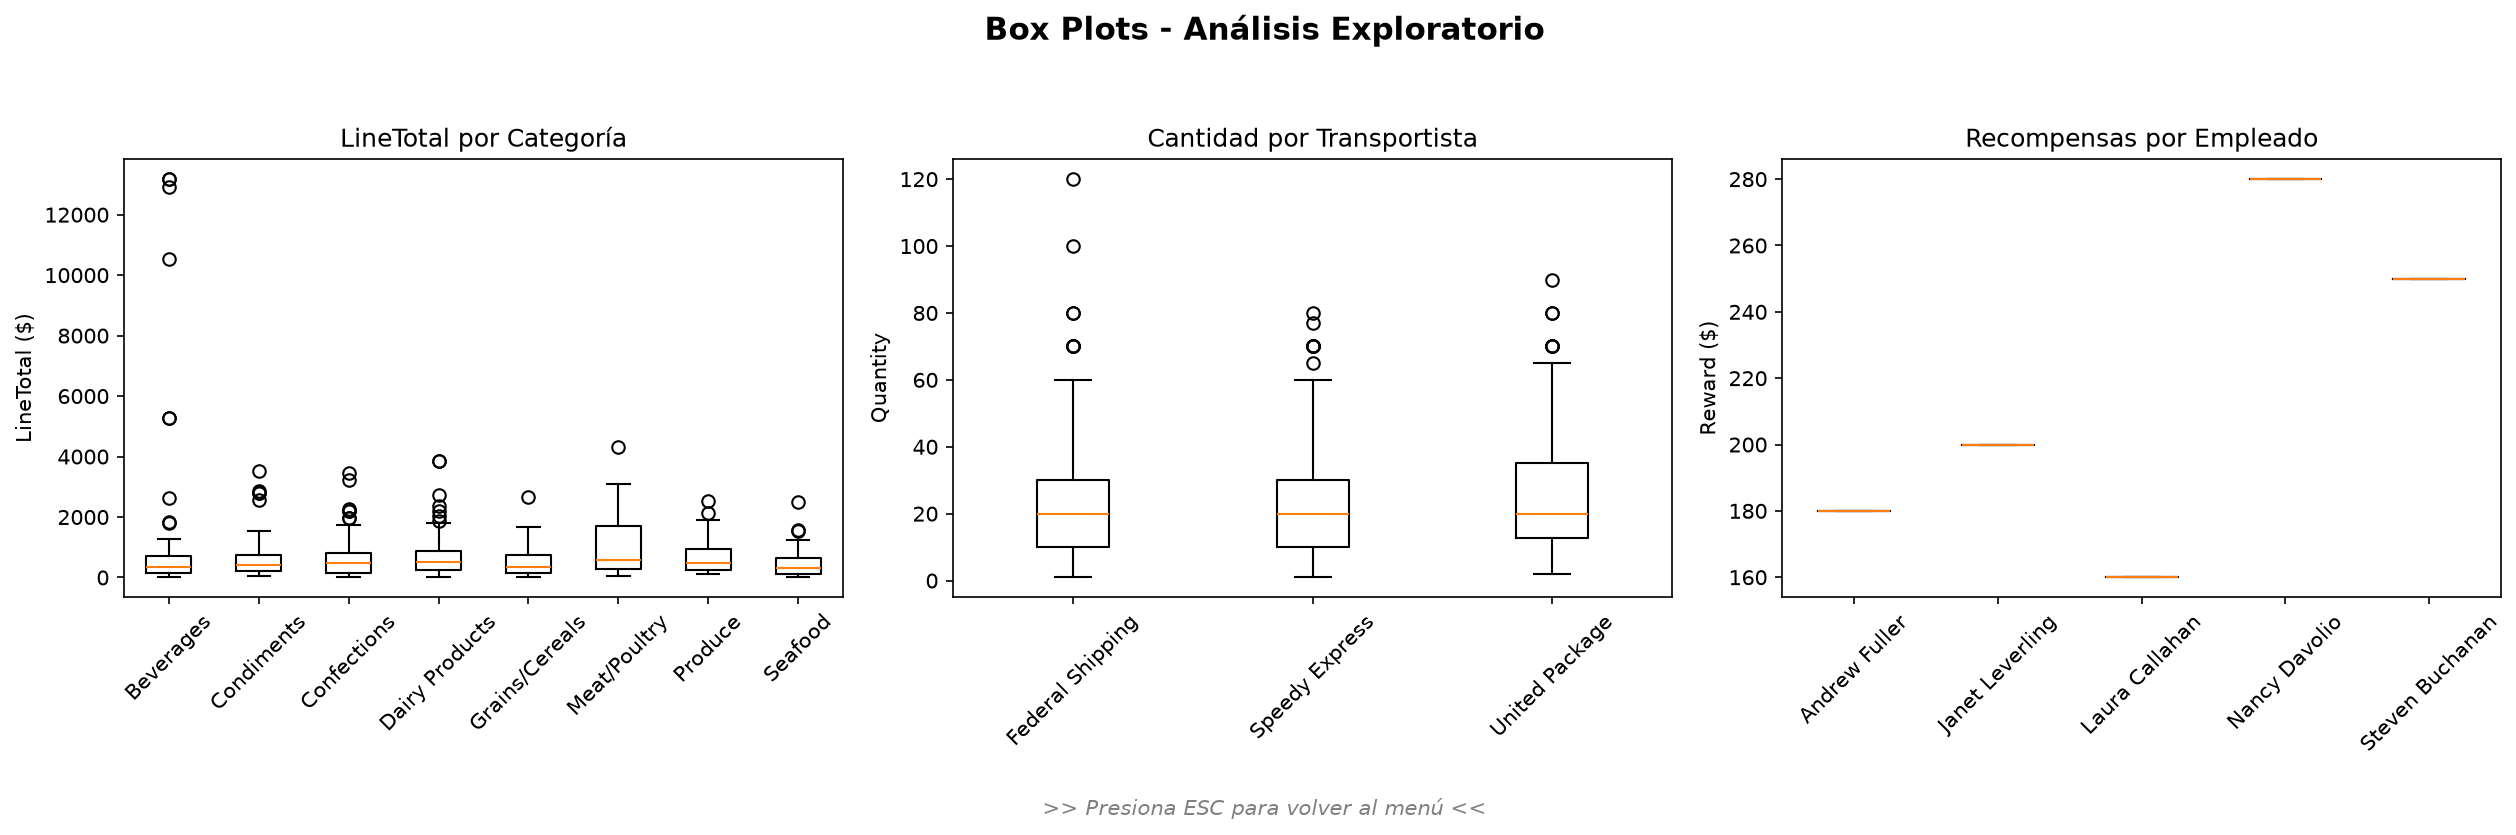 Box Plots - Análisis Exploratorio
LineTotal por Categoría
LineTotal ($)
12000
10000
8000
6000
4000
2000
0
Beverages
Condiments
Confections
Dairy Products
Grains/Cereals
Meat/Poultry
Produce
Seafood
Cantidad por Transportista
Quantity
120
100
80
60
40
20
0
Federal Shipping
Speedy Express
United Package
Recompensas por Empleado
Reward ($)
280
260
240
220
200
180
160
Andrew Fuller
Janet Leverling
Laura Callahan
Nancy Davolio
Steven Buchanan
>> Presiona ESC para volver al menú <<